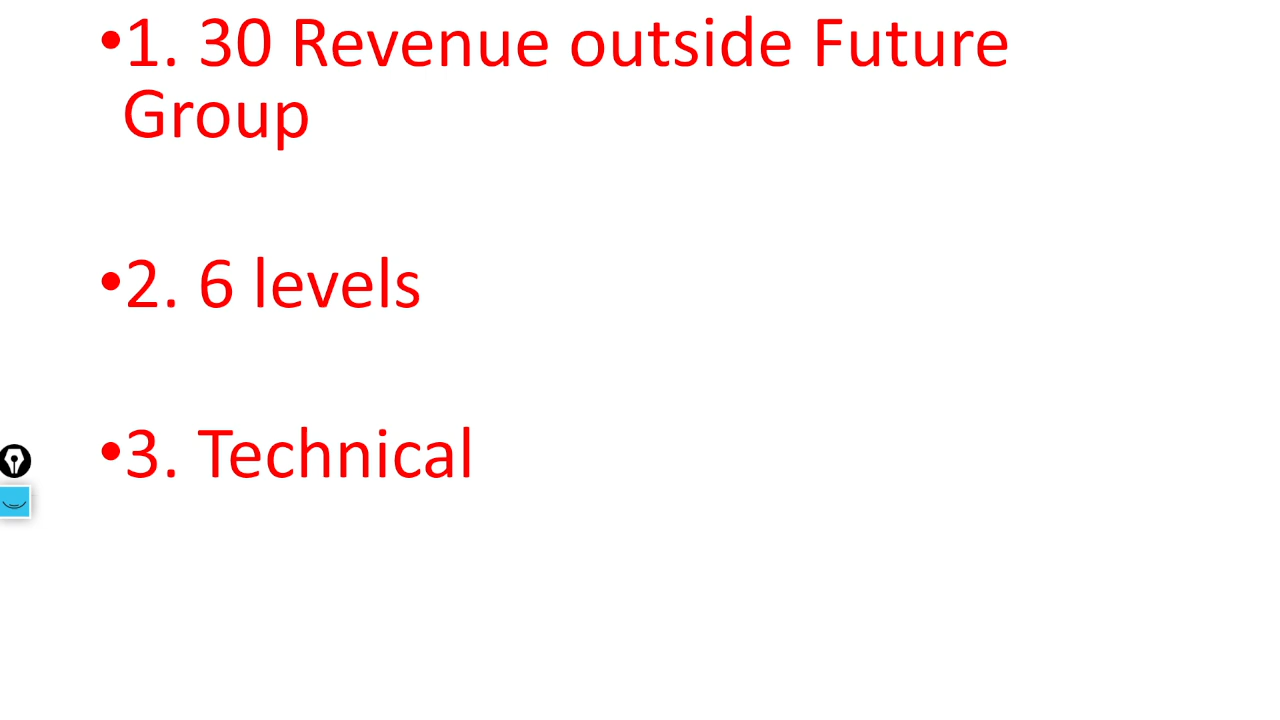 •1. 30 Revenue outside Future
Group
•2. 6 levels
•3. Technical